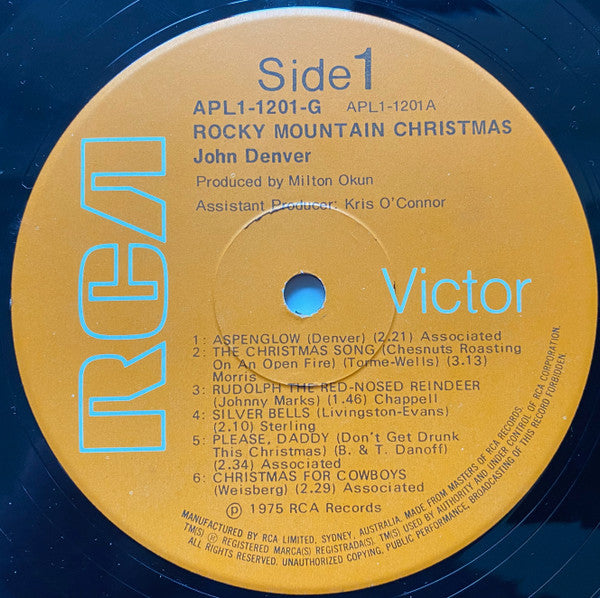 Side 1
APL1-1201-G APL1-1201A
ROCKY MOUNTAIN CHRISTMAS
John Denver
Produced by Milton Okun
Assistant Producer: Kris O'Connor
RCA
Victor
1: ASPENGLOW (Denver) (2.21) Associated
2: THE CHRISTMAS SONG (Chesnuts Roasting
On An Open Fire) (Torme-Wells) (3.13)
Morris
3: RUDOLPH THE RED-NOSED REINDEER
(Johnny Marks) (1.46) Chappell
4: SILVER BELLS (Livingston-Evans)
(2.10) Sterling
5: PLEASE, DADDY (Don't Get Drunk
This Christmas) (B. & T. Danoff)
(2.34) Associated
6: CHRISTMAS FOR COWBOYS
(Weisberg) (2.29) Associated
℗ 1975 RCA Records
MANUFACTURED BY RCA LIMITED, SYDNEY, AUSTRALIA. MADE FROM MASTERS OF RCA RECORDS.
TM(S) ® REGISTERED MARCA(S) REGISTRADA(S). TM(S) USED BY AUTHORITY AND UNDER CONTROL OF RCA CORPORATION.
ALL RIGHTS RESERVED. UNAUTHORIZED COPYING, PUBLIC PERFORMANCE, BROADCASTING OF THIS RECORD FORBIDDEN.